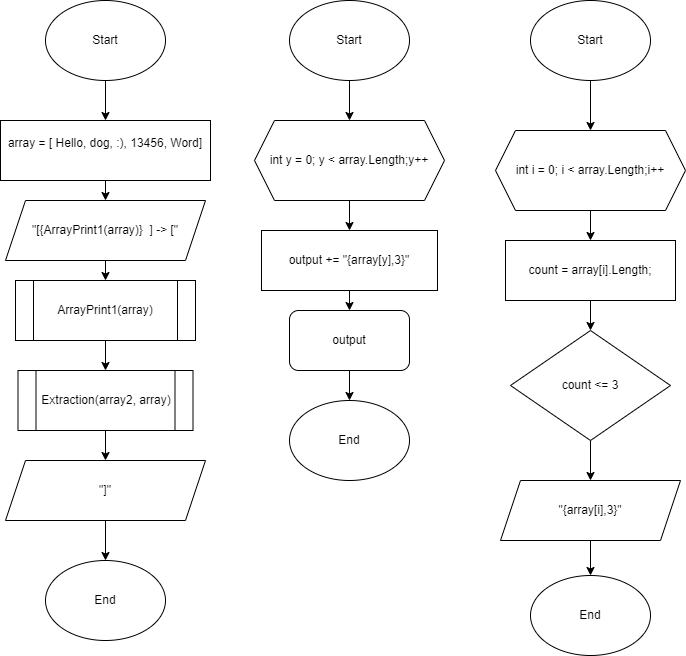 Start
array = [ Hello, dog, :), 13456, Word]
"[{ArrayPrint1(array)}  ] -> ["
ArrayPrint1(array)
Extraction(array2, array)
"]"
End
Start
int y = 0; y < array.Length;y++
output += "{array[y],3}"
output
End
Start
int i = 0; i < array.Length;i++
count = array[i].Length;
count <= 3
"{array[i],3}"
End